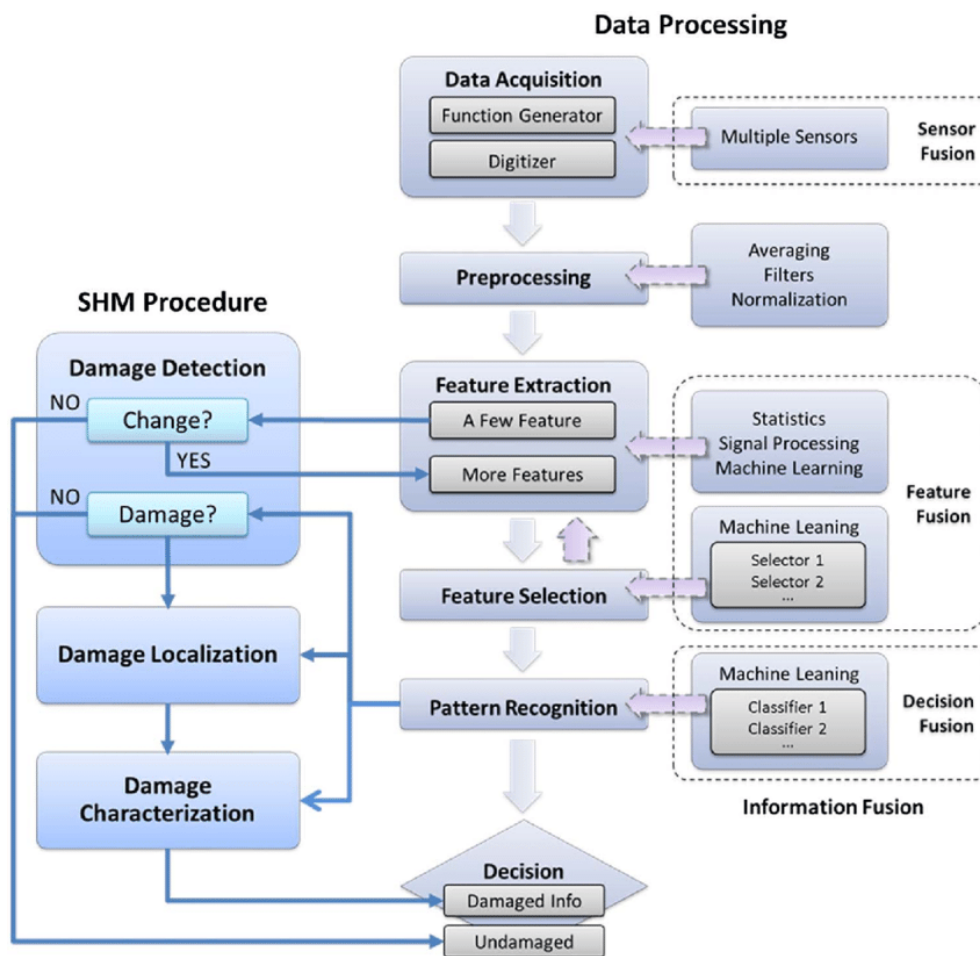 Data Processing
Data Acquisition
Function Generator
Digitizer
Multiple Sensors
Sensor
Fusion
Preprocessing
Averaging
Filters
Normalization
SHM Procedure
Damage Detection
NO
Change?
YES
NO
Damage?
Feature Extraction
A Few Feature
More Features
Statistics
Signal Processing
Machine Learning
Feature
Fusion
Machine Leaning
Selector 1
Selector 2
...
Feature Selection
Damage Localization
Pattern Recognition
Machine Leaning
Classifier 1
Classifier 2
...
Decision
Fusion
Damage
Characterization
Information Fusion
Decision
Damaged Info
Undamaged